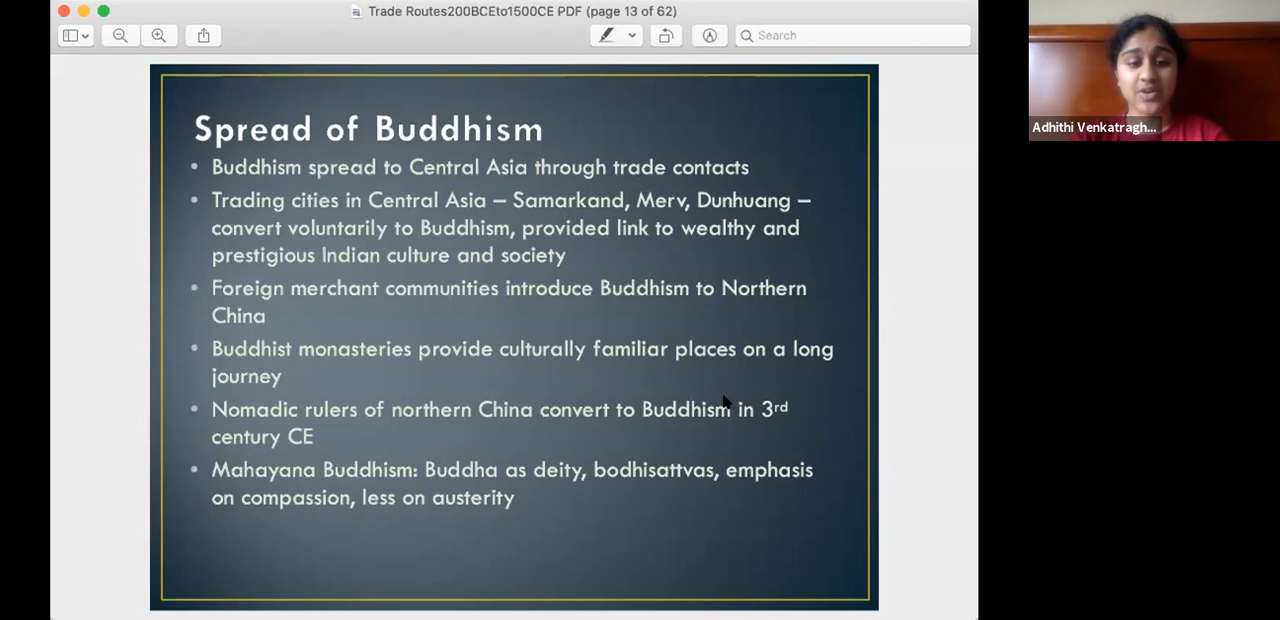 Trade Routes200BCEto1500CE PDF (page 13 of 62)
Search
Adhithi Venkatragh...
Spread of Buddhism
• Buddhism spread to Central Asia through trade contacts
• Trading cities in Central Asia – Samarkand, Merv, Dunhuang –
convert voluntarily to Buddhism, provided link to wealthy and
prestigious Indian culture and society
• Foreign merchant communities introduce Buddhism to Northern
China
• Buddhist monasteries provide culturally familiar places on a long
journey
• Nomadic rulers of northern China convert to Buddhism in 3rd
century CE
• Mahayana Buddhism: Buddha as deity, bodhisattvas, emphasis
on compassion, less on austerity